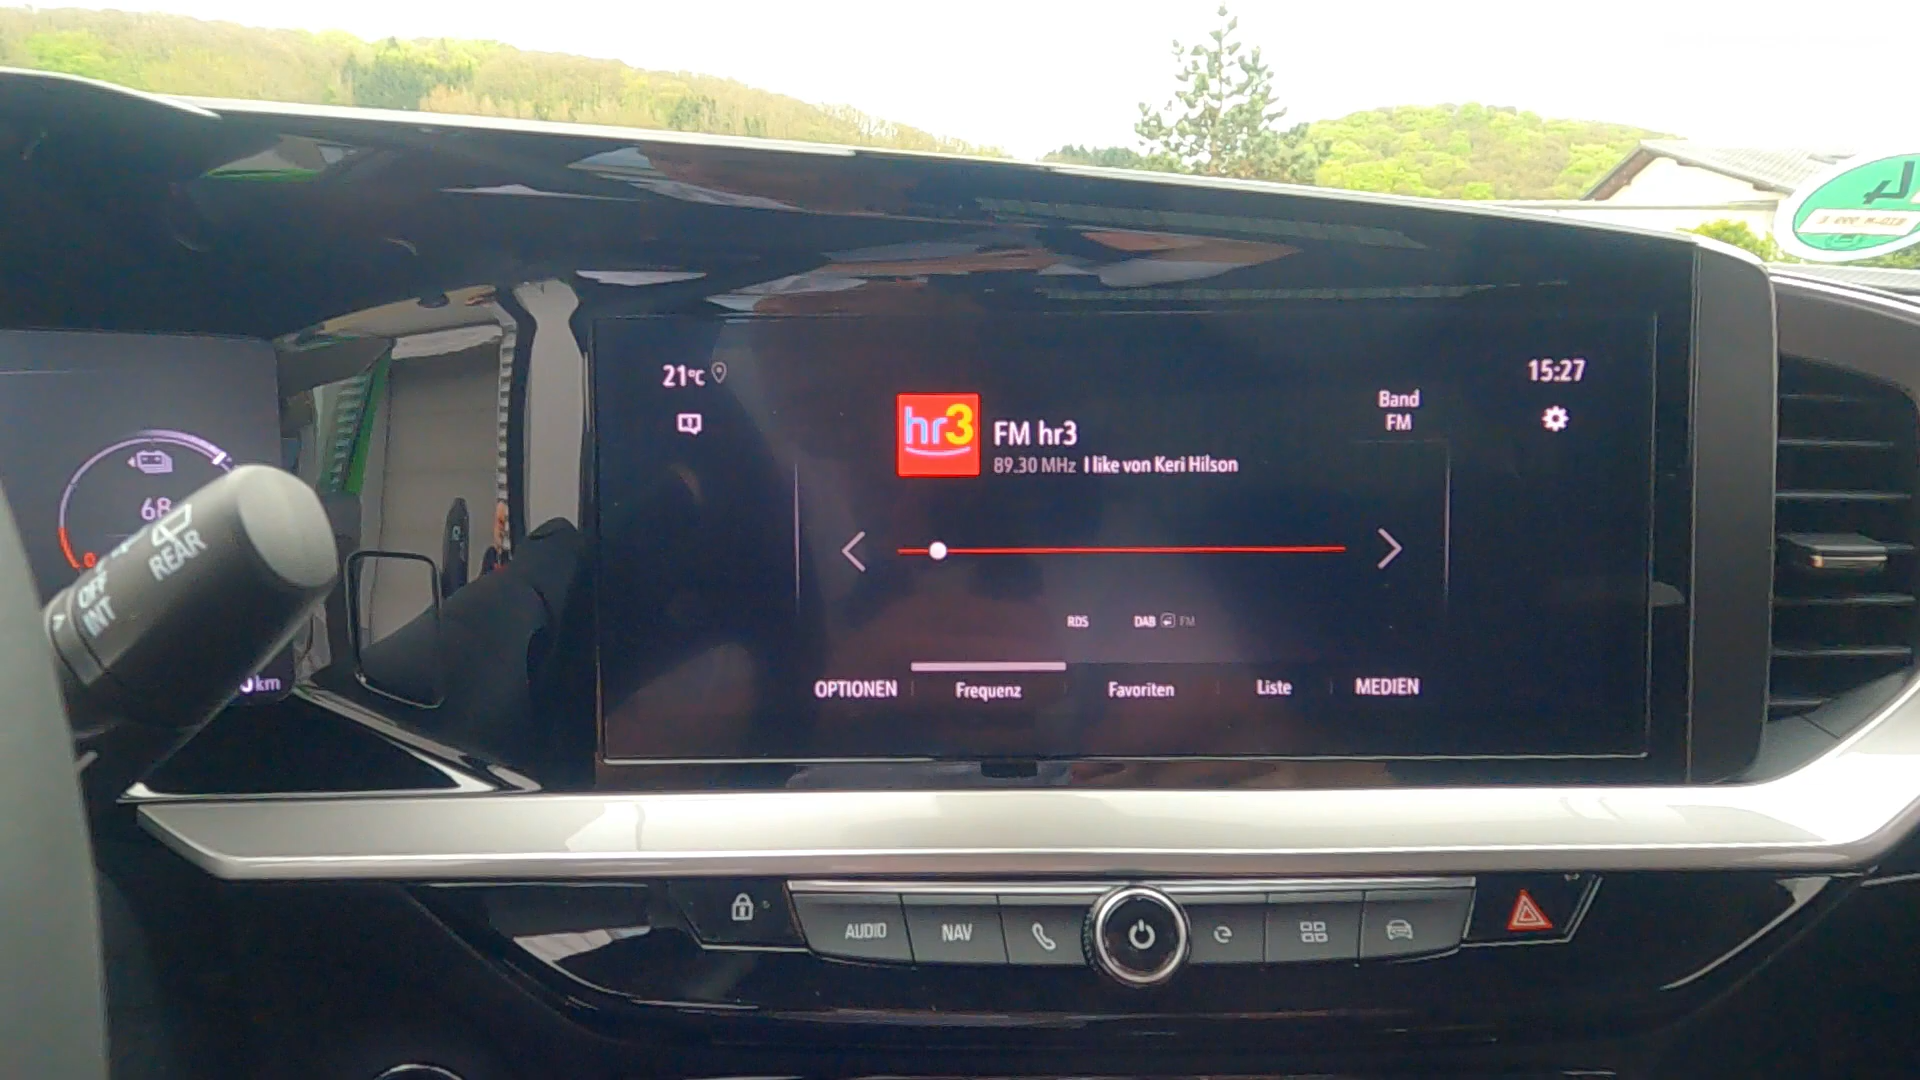 21°C
15:27
hr3
FM hr3
89.30 MHz I like von Keri Hilson
Band
FM
RDS
DAB FM
OPTIONEN
Frequenz
Favoriten
Liste
MEDIEN
68
0
km
REAR
OFF
INT
AUDIO
NAV